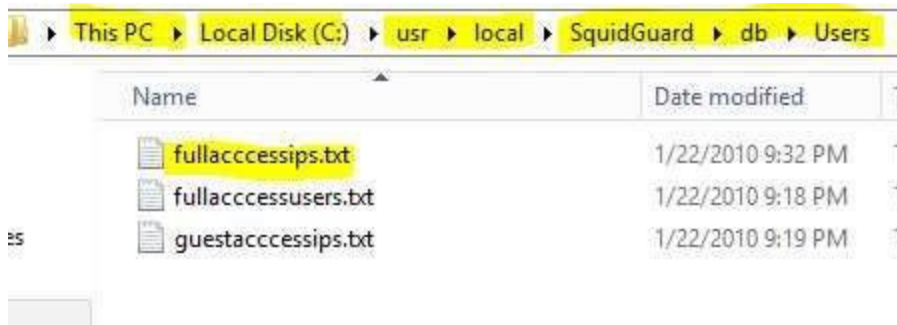 This PC Local Disk (C:) usr local SquidGuard db Users
Name Date modified
fullacccessips.txt 1/22/2010 9:32 PM
fullacccessusers.txt 1/22/2010 9:18 PM
es guestacccessips.txt 1/22/2010 9:19 PM